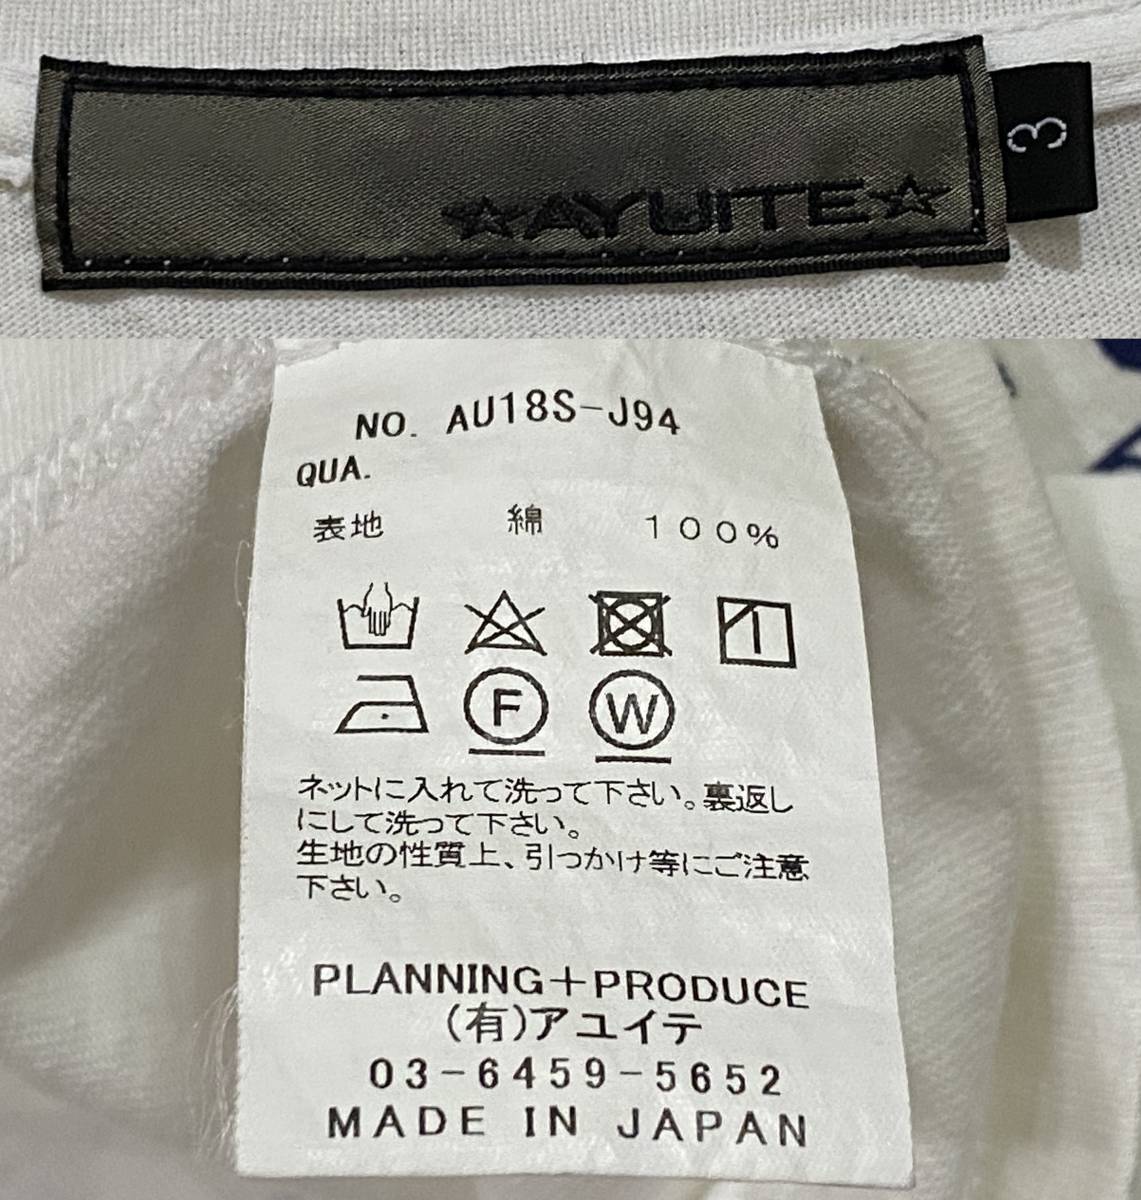 ☆AYUITE☆
3
NO. AU18S-J94
QUA.
表地 綿 100%
F W
ネットに入れて洗って下さい。裏返し
にして洗って下さい。
生地の性質上、引つかけ等にご注意
下さい。
PLANNING+PRODUCE
(有)アユイテ
03-6459-5652
MADE IN JAPAN